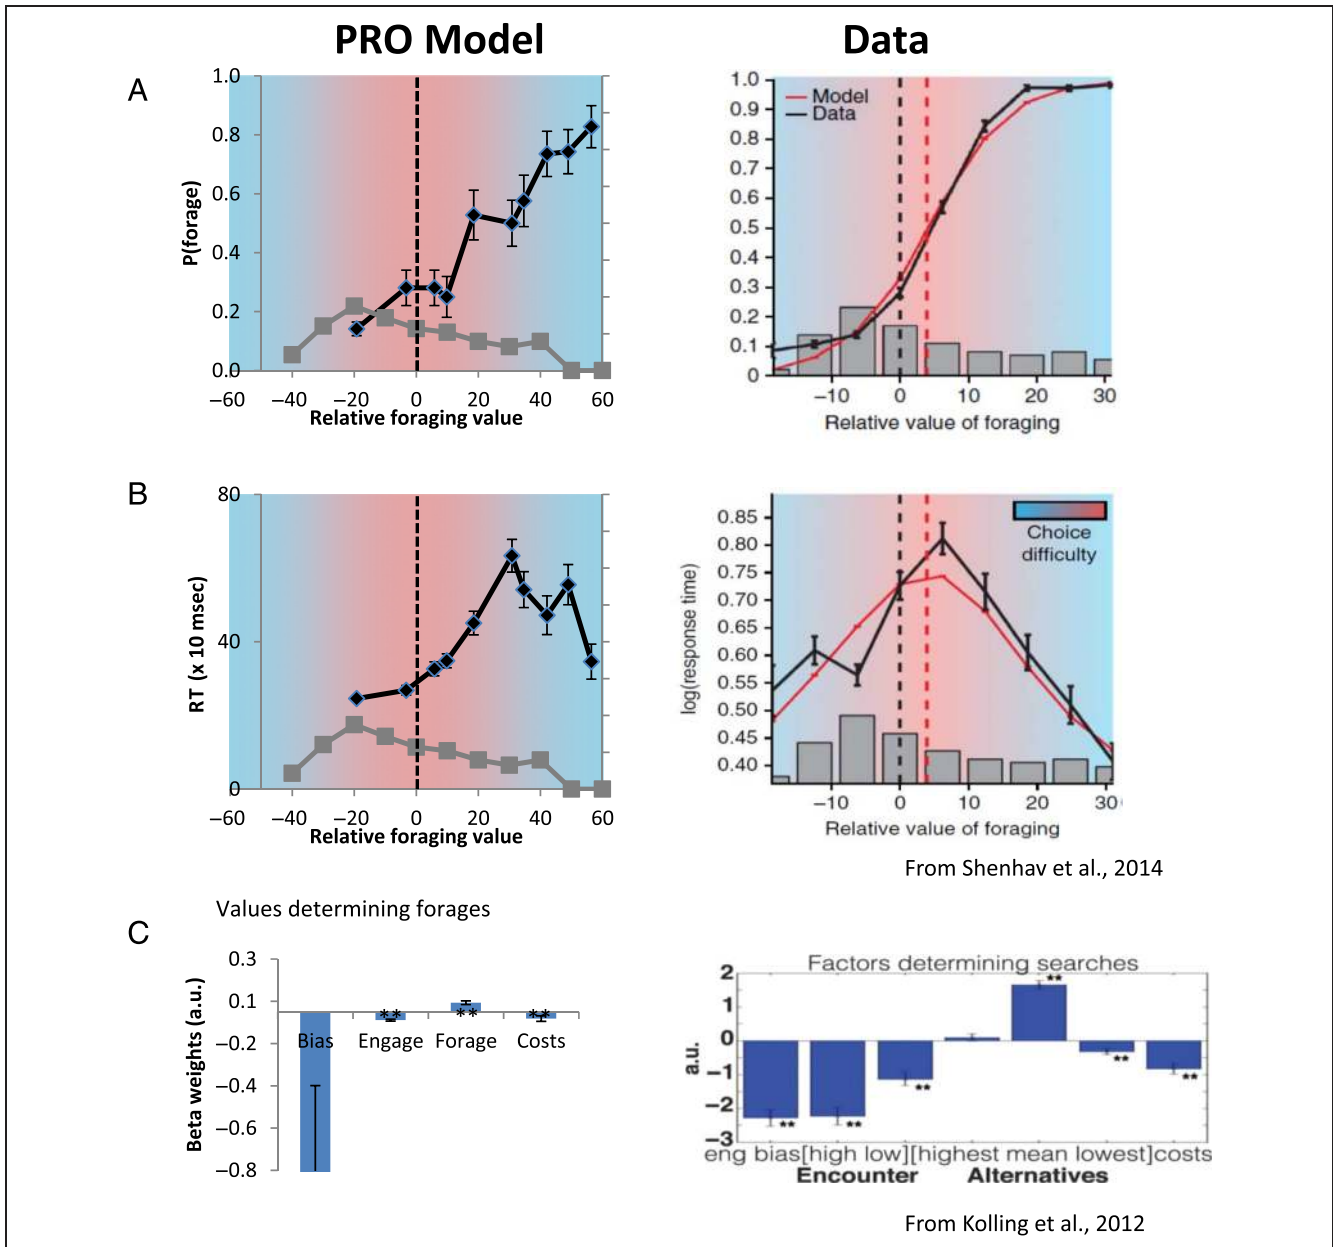 PRO Model
Data
A
P(forage)
1.0
0.8
0.6
0.4
0.2
0.0
−60 −40 −20 0 20 40 60
Relative foraging value
1.0
0.9
0.8
0.7
0.6
0.5
0.4
0.3
0.2
0.1
0
Model
Data
−10 0 10 20 30
Relative value of foraging
B
RT (x 10 msec)
80
40
0
−60 −40 −20 0 20 40 60
Relative foraging value
log(response time)
0.85
0.80
0.75
0.70
0.65
0.60
0.55
0.50
0.45
0.40
Choice
difficulty
−10 0 10 20 30
Relative value of foraging
From Shenhav et al., 2014
C
Values determining forages
Beta weights (a.u.)
0.3
0.1
−0.2
−0.4
−0.6
−0.8
** ** **
Bias Engage Forage Costs
Factors determining searches
a.u.
2
1
0
−1
−2
−3
** ** ** ** ** **
eng bias[high low][highest mean lowest]costs
Encounter Alternatives
From Kolling et al., 2012